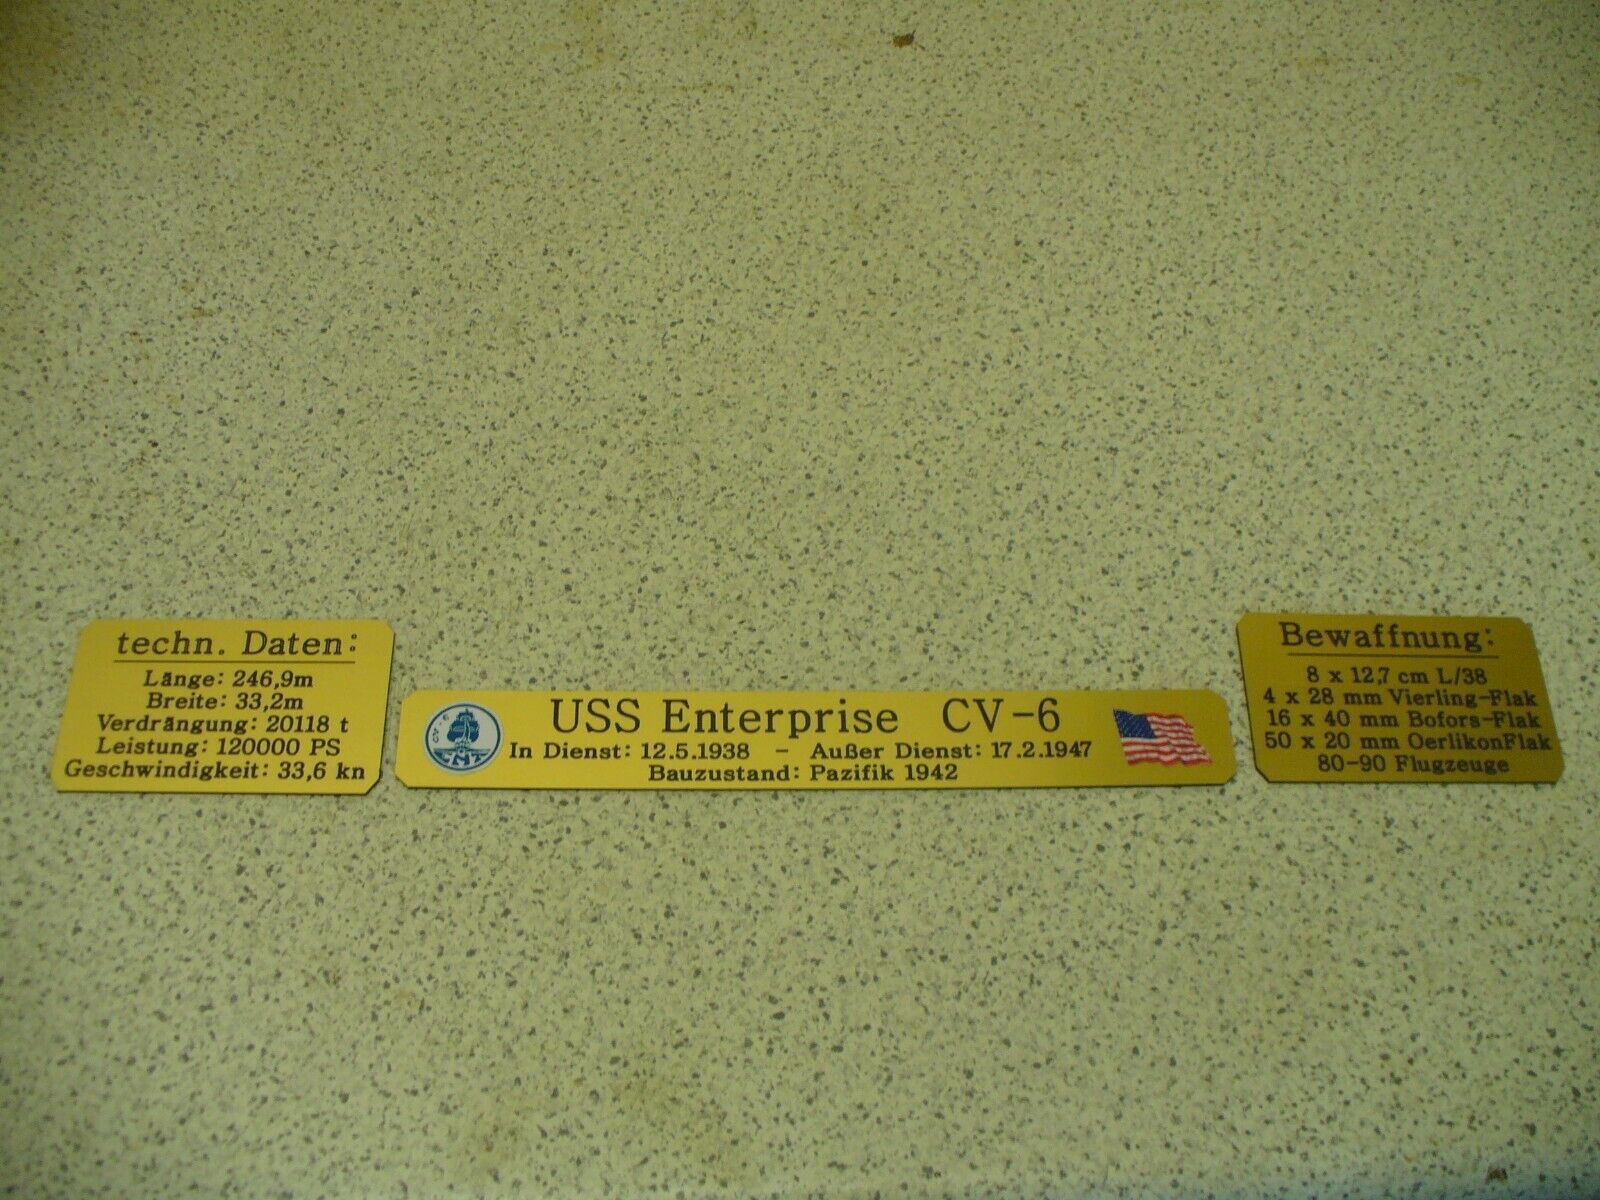 techn. Daten:
Länge: 246,9m
Breite: 33,2m
Verdrängung: 20118 t
Leistung: 120000 PS
Geschwindigkeit: 33,6 kn
USS Enterprise CV-6
In Dienst: 12.5.1938 - Außer Dienst: 17.2.1947
Bauzustand: Pazifik 1942
Bewaffnung:
8 x 12,7 cm L/38
4 x 28 mm Vierling-Flak
16 x 40 mm Bofors-Flak
50 x 20 mm OerlikonFlak
80-90 Flugzeuge